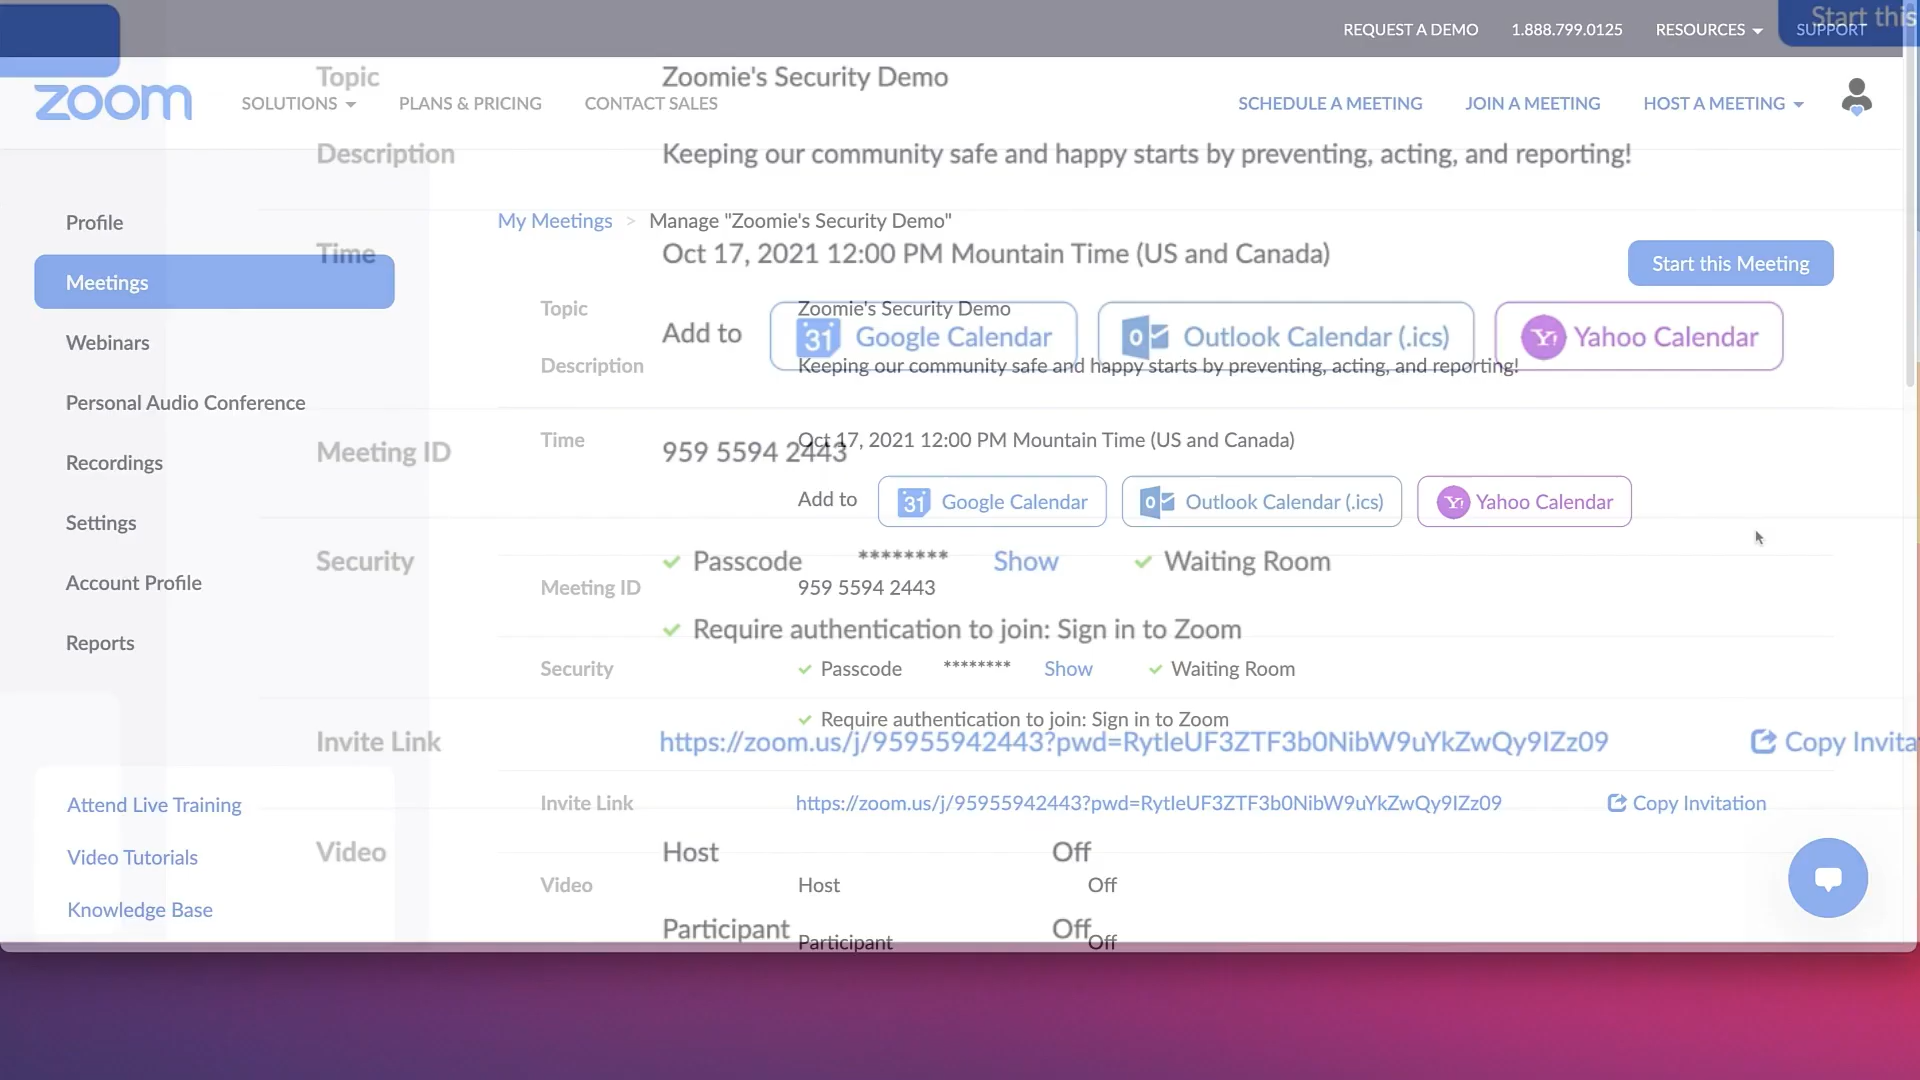 REQUEST A DEMO 1.888.799.0125 RESOURCES SUPPORT
Start this
Topic Zoomie's Security Demo
zoom SOLUTIONS PLANS & PRICING CONTACT SALES SCHEDULE A MEETING JOIN A MEETING HOST A MEETING
Description Keeping our community safe and happy starts by preventing, acting, and reporting!
Profile
My Meetings > Manage "Zoomie's Security Demo"
Time Oct 17, 2021 12:00 PM Mountain Time (US and Canada)
Start this Meeting
Meetings
Topic Zoomie's Security Demo
Add to 31 Google Calendar Outlook Calendar (.ics) Yahoo Calendar
Webinars
Description Keeping our community safe and happy starts by preventing, acting, and reporting!
Personal Audio Conference
Time Oct 17, 2021 12:00 PM Mountain Time (US and Canada)
Meeting ID 959 5594 2443
Recordings
Add to 31 Google Calendar Outlook Calendar (.ics) Yahoo Calendar
Settings
Security Passcode ******** Show Waiting Room
Account Profile
Meeting ID 959 5594 2443
Require authentication to join: Sign in to Zoom
Reports
Security Passcode ******** Show Waiting Room
Require authentication to join: Sign in to Zoom
Invite Link https://zoom.us/j/95955942443?pwd=RytIeUF3ZTF3b0NibW9uYkZwQy9IZz09 Copy Invita
Invite Link https://zoom.us/j/95955942443?pwd=RytIeUF3ZTF3b0NibW9uYkZwQy9IZz09 Copy Invitation
Attend Live Training
Video Host Off
Video Tutorials
Video Host Off
Knowledge Base
Participant Off
Participant Off